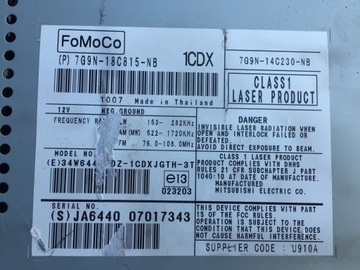 FoMoCo
1CDX
(P) 7G9N-18C815-NB
7G9N-14C230-NB
1007 Made in Thailand
12V NEG.GROUND
FREQUENCY 153- 282KHz
AM(MW) 522- 1720KHz
76.0-108.0MHz
MODEL NO.
(E)34W644 DZ-1CDXJGTH-3T
e13
023203
SERIAL NO.
(S)JA6440 07017343
CLASS1
LASER PRODUCT
DANGER
INVISIBLE LASER RADIATION WHEN
OPEN AND INTERLOCK FAILED OR
DEFEATED.
AVOID DIRECT EXPOSURE TO BEAM.
CLASS 1 LASER PRODUCT
PRODUCT COMPLIES WITH DHHS
RULES 21 CFR SUBCHAPTER J PART
1040-10 AT DATE OF MANUFACTURE
MITSUBISHI ELECTRIC CO.
THIS DEVICE COMPLIES WITH PART
15 OF THE FCC RULES.
OPERATION IS SUBJECT TO THE
CONDITION THAT THIS DEVICE DOES
NOT CAUSE HARMFUL INTERFERENCE.
SUPPLIER CODE : U910A